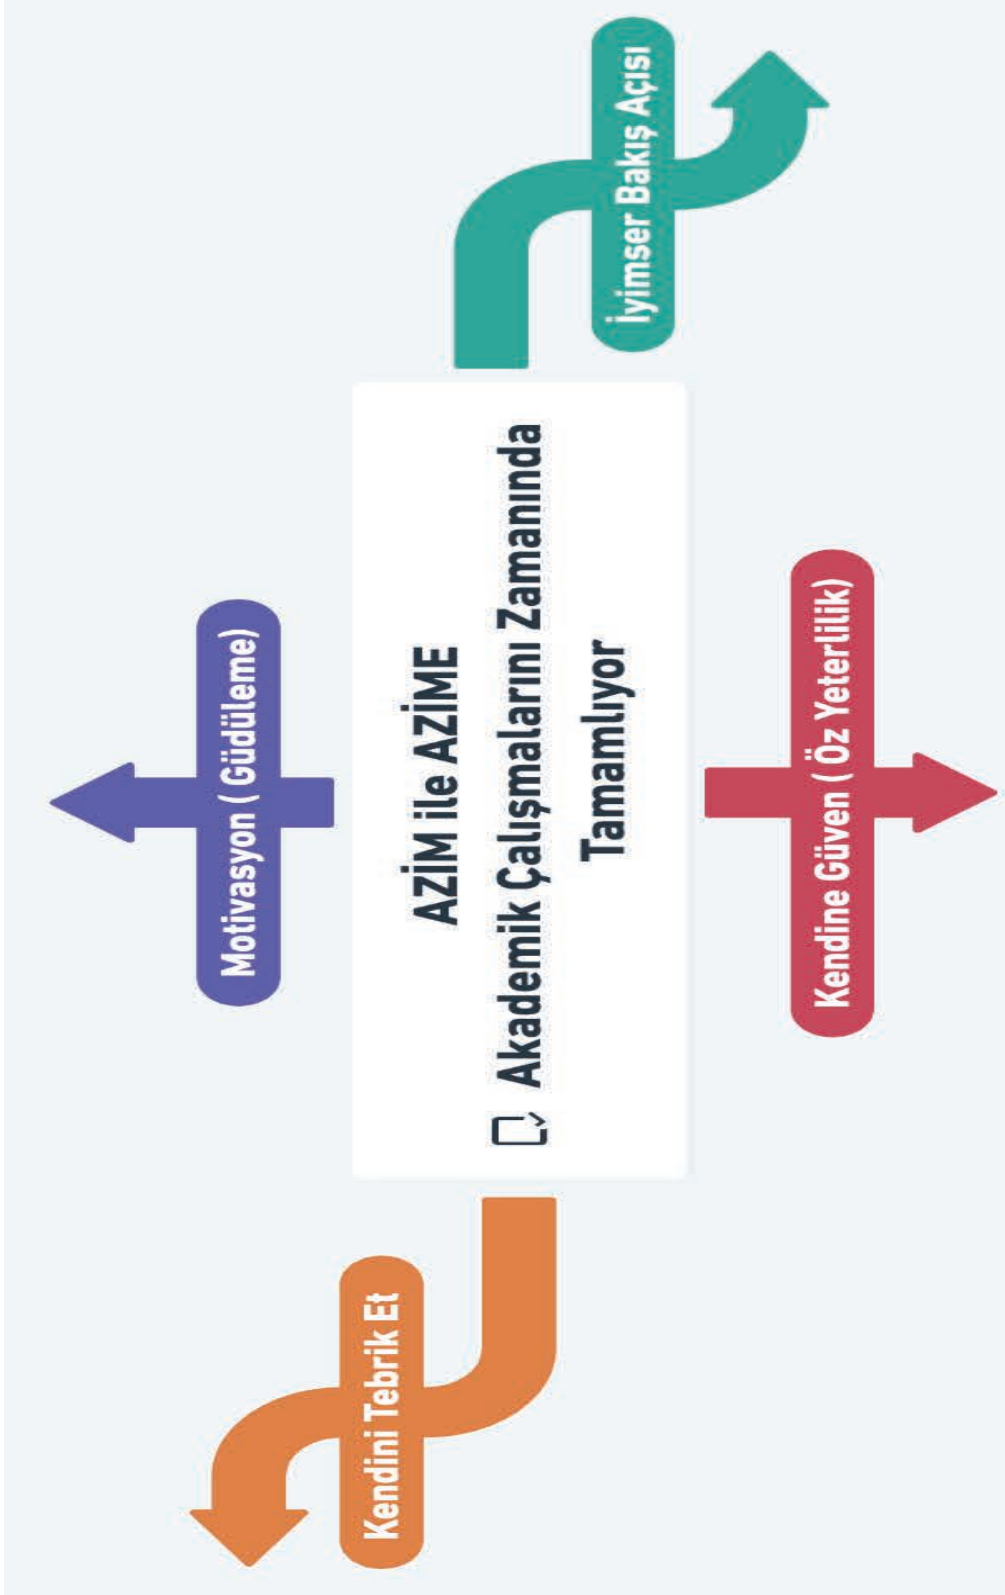 Motivasyon ( Güdüleme)
İyimser Bakış Açısı
Kendini Tebrik Et
AZİM ile AZİME
Akademik Çalışmalarını Zamanında
Tamamlıyor
Kendine Güven ( Öz Yeterlilik)